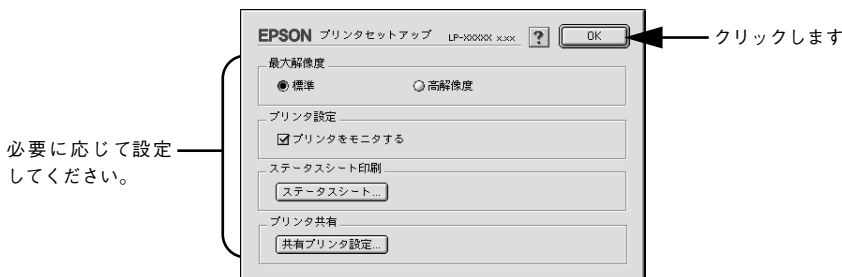 EPSON プリンタセットアップ LP-XXXXX x.xx ? OK
クリックします
最大解像度
標準 高解像度
プリンタ設定
プリンタをモニタする
必要に応じて設定
してください。
ステータスシート印刷
ステータスシート...
プリンタ共有
共有プリンタ設定...